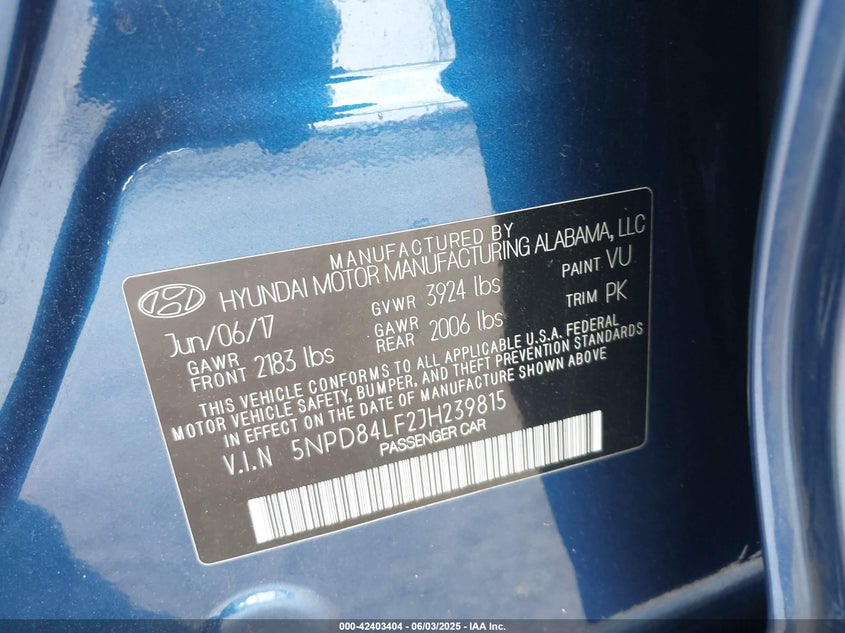 MANUFACTURED BY
HYUNDAI MOTOR MANUFACTURING ALABAMA, LLC
Jun/06/17 GVWR 3924 lbs PAINT VU
GAWR FRONT 2183 lbs GAWR REAR 2006 lbs TRIM PK
THIS VEHICLE CONFORMS TO ALL APPLICABLE U.S.A. FEDERAL
MOTOR VEHICLE SAFETY, BUMPER, AND THEFT PREVENTION STANDARDS
IN EFFECT ON THE DATE OF MANUFACTURE SHOWN ABOVE
V.I.N 5NPD84LF2JH239815
PASSENGER CAR
000-42403404 - 06/03/2025 - IAA Inc.